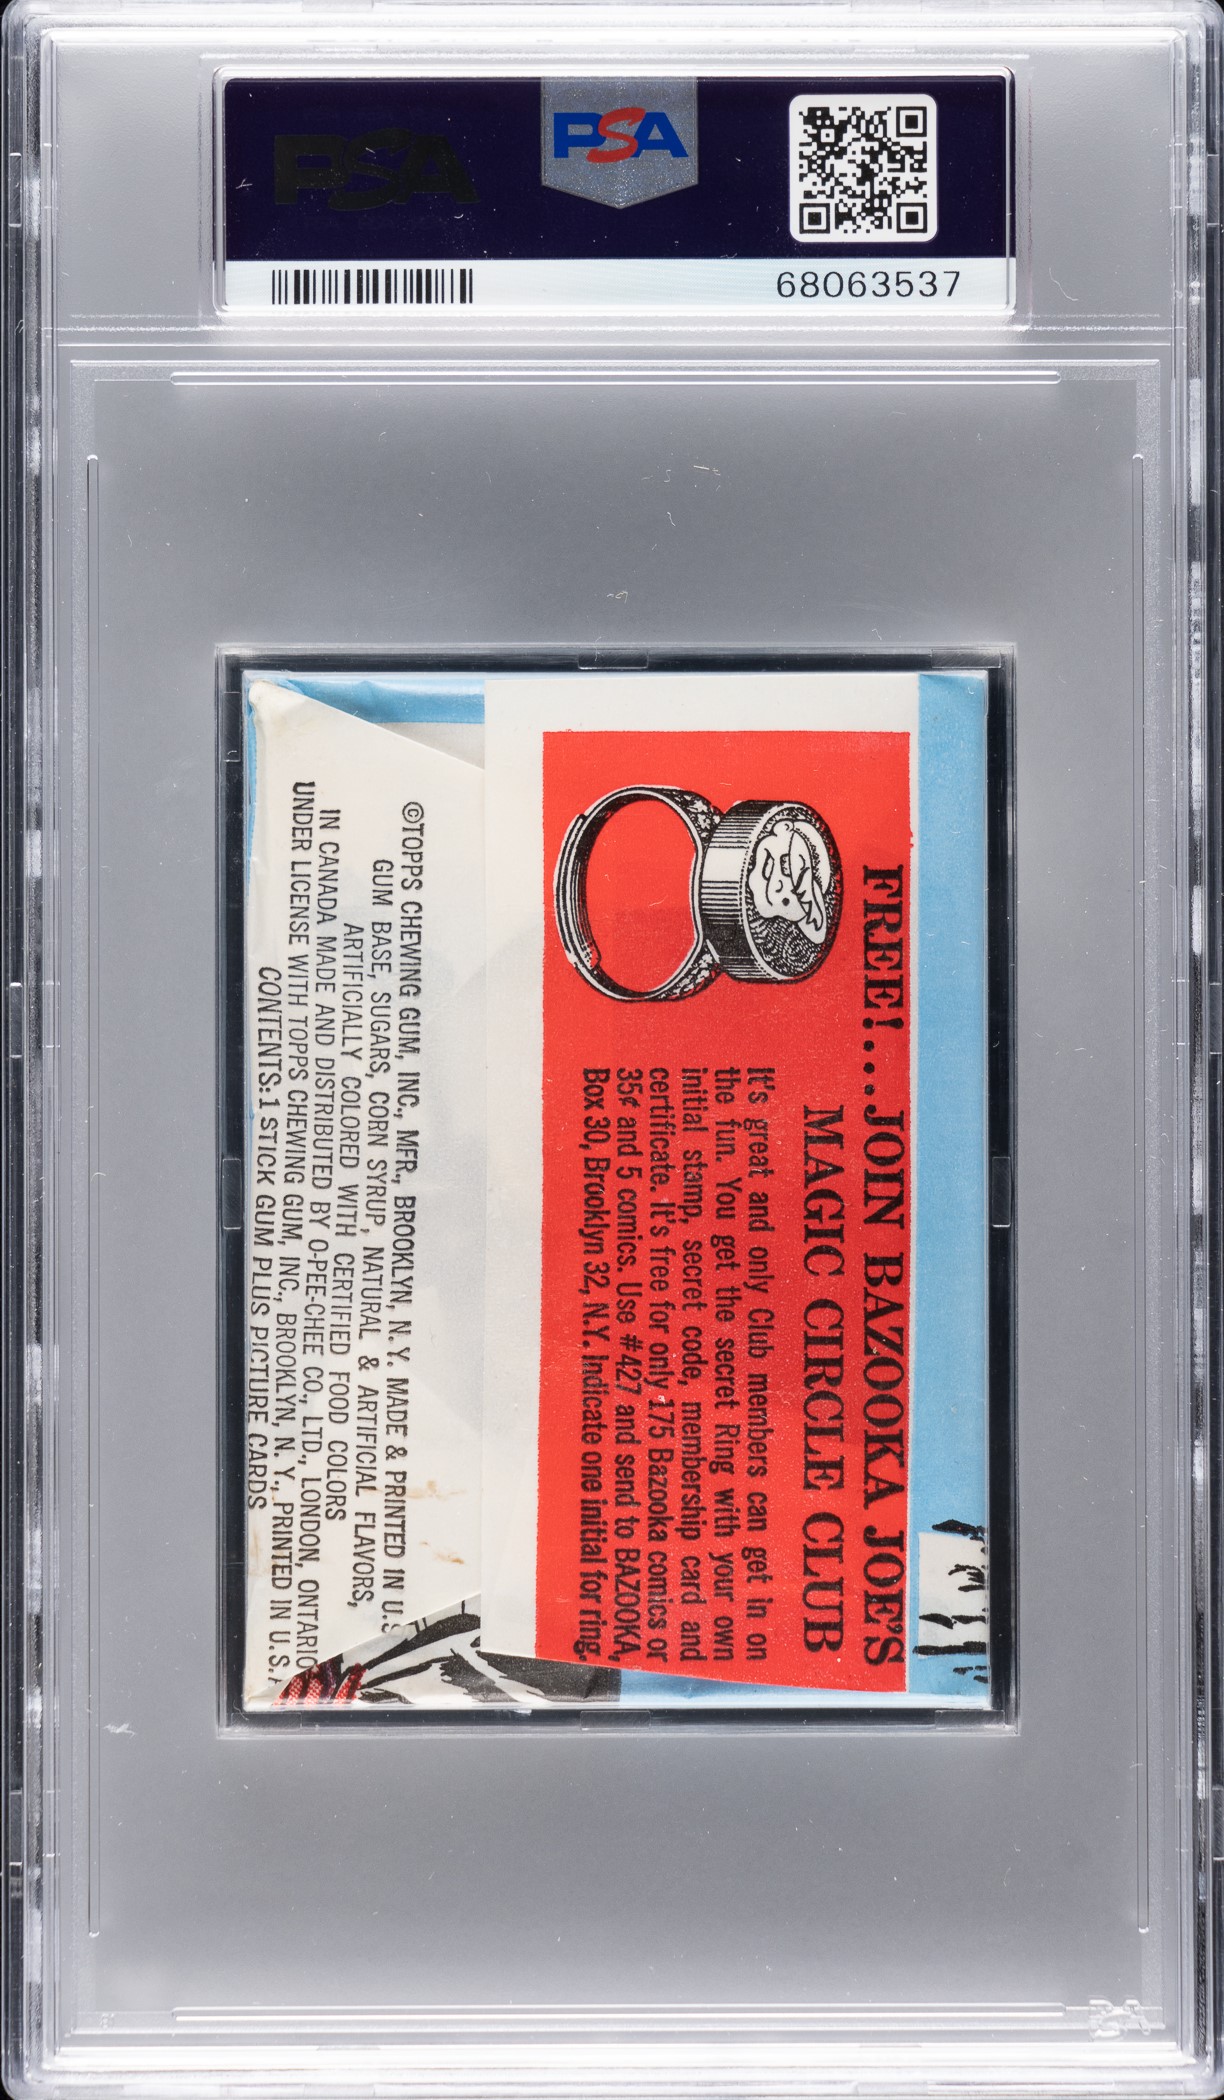 PSA
PSA
68063537
FREE!...JOIN BAZOOKA JOE'S
MAGIC CIRCLE CLUB
It's great and only Club members can get in on
the fun. You get the secret Ring with your own
initial stamp, secret code, membership card and
certificate. It's free for only 175 Bazooka comics or
35¢ and 5 comics. Use #427 and send to BAZOOKA,
Box 30, Brooklyn 32, N.Y. Indicate one initial for ring.
©TOPPS CHEWING GUM, INC., MFR., BROOKLYN, N. Y. MADE & PRINTED IN U.S
GUM BASE, SUGARS, CORN SYRUP, NATURAL & ARTIFICIAL FLAVORS,
ARTIFICIALLY COLORED WITH CERTIFIED FOOD COLORS
IN CANADA MADE AND DISTRIBUTED BY O-PEE-CHEE CO., LTD., LONDON, ONTARIO
UNDER LICENSE WITH TOPPS CHEWING GUM, INC., BROOKLYN, N. Y., PRINTED IN U.S.A
CONTENTS: 1 STICK GUM PLUS PICTURE CARDS
PSA